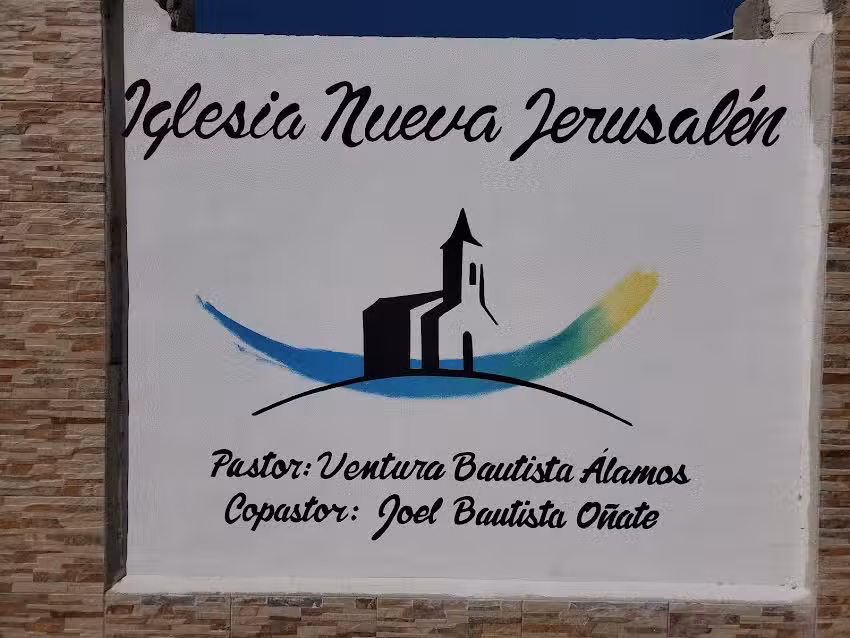 Iglesia Nueva Jerusalén
Pastor: Ventura Bautista Álamos
Copastor: Joel Bautista Oñate